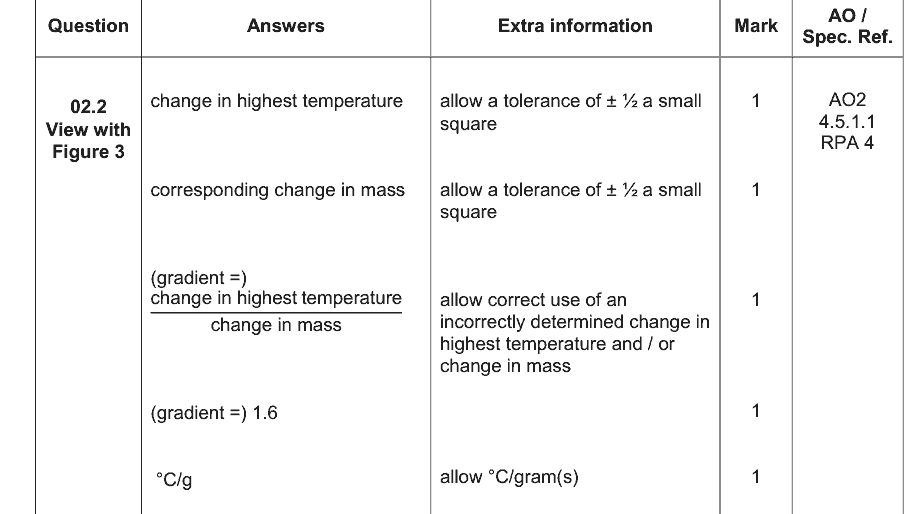 Question Answers Extra information Mark AO /
Spec. Ref.
02.2
View with
Figure 3
change in highest temperature allow a tolerance of ± ½ a small
square
1 AO2
4.5.1.1
RPA 4
corresponding change in mass allow a tolerance of ± ½ a small
square
1
(gradient =)
change in highest temperature
change in mass
allow correct use of an
incorrectly determined change in
highest temperature and / or
change in mass
1
(gradient =) 1.6 1
°C/g allow °C/gram(s) 1